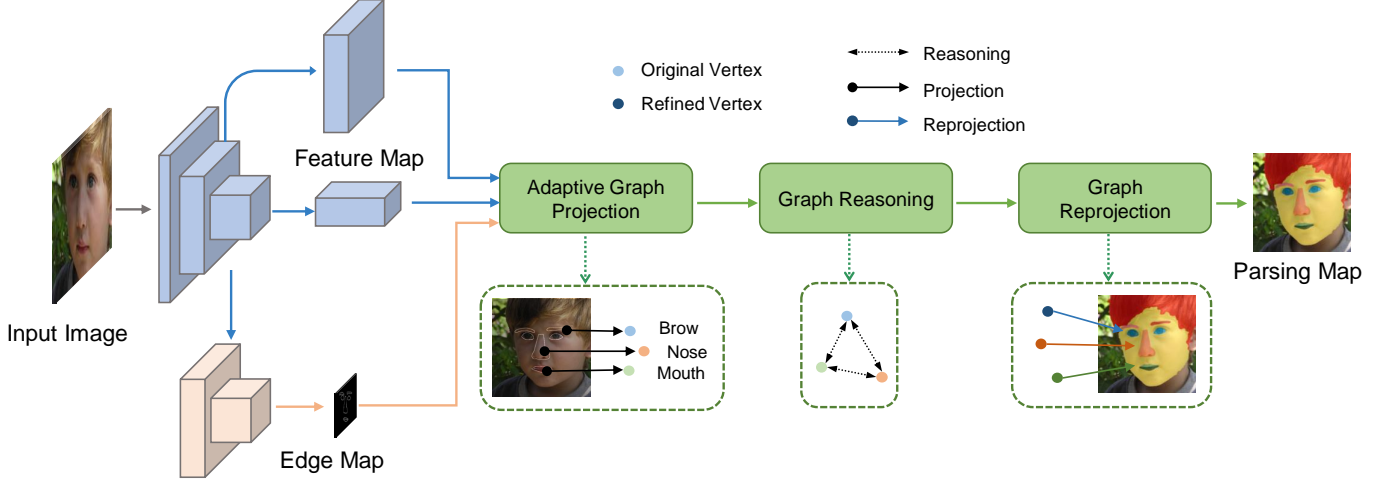 Original Vertex
Refined Vertex
Reasoning
Projection
Reprojection
Feature Map
Input Image
Edge Map
Adaptive Graph
Projection
Graph Reasoning
Graph
Reprojection
Parsing Map
Brow
Nose
Mouth